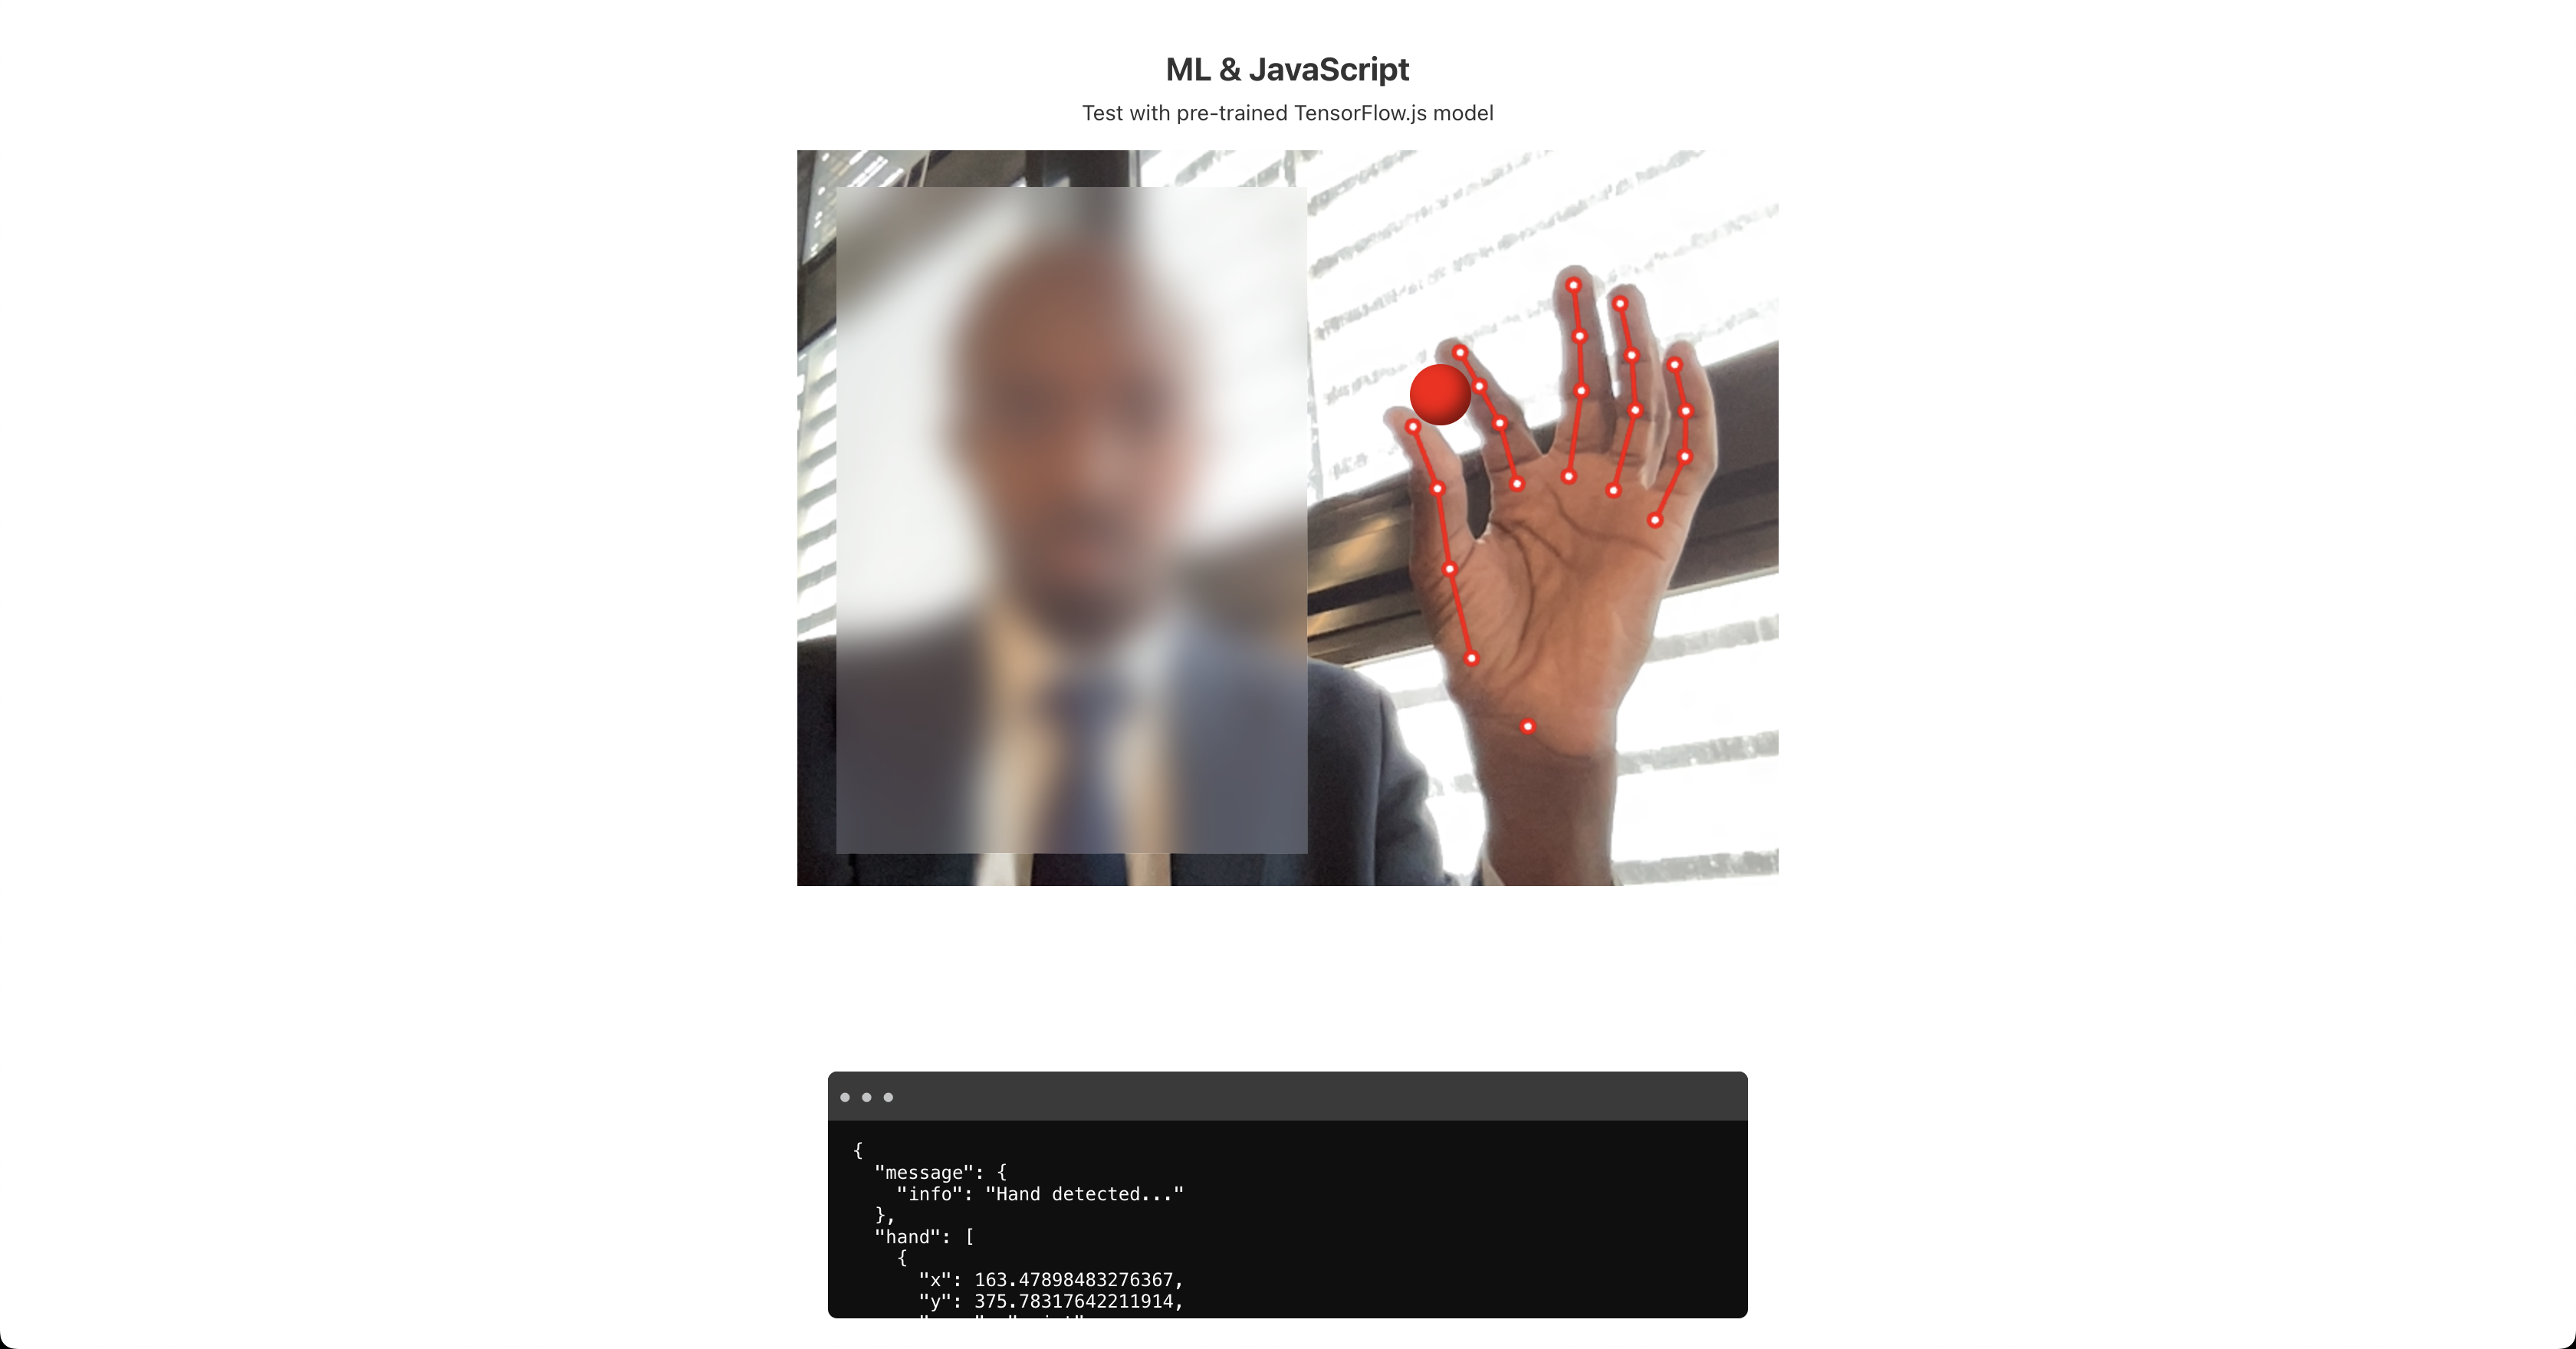 ML & JavaScript
Test with pre-trained TensorFlow.js model
{
"message": {
"info": "Hand detected..."
},
"hand": [
{
"x": 163.47898483276367,
"y": 375.78317642211914,